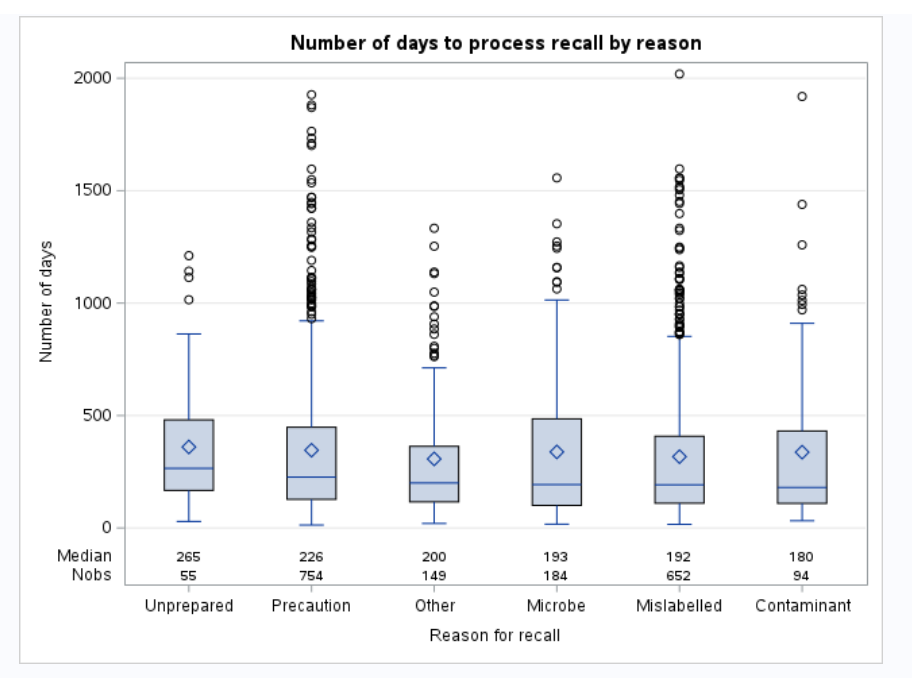 Number of days to process recall by reason
2000
1500
1000
500
0
Number of days
Median 265 226 200 193 192 180
Nobs 55 754 149 184 652 94
Unprepared Precaution Other Microbe Mislabelled Contaminant
Reason for recall